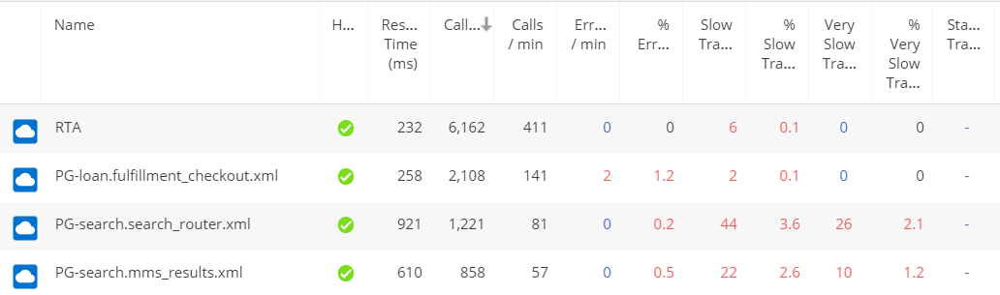 Name H... Res... Time (ms) Call... Calls / min Err... / min % Err... Slow Tra... % Slow Tra... Very Slow Tra... % Very Slow Tra... Sta... Tra...
RTA 232 6,162 411 0 0 6 0.1 0 0 -
PG-loan.fulfillment_checkout.xml 258 2,108 141 2 1.2 2 0.1 0 0 -
PG-search.search_router.xml 921 1,221 81 0 0.2 44 3.6 26 2.1 -
PG-search.mms_results.xml 610 858 57 0 0.5 22 2.6 10 1.2 -